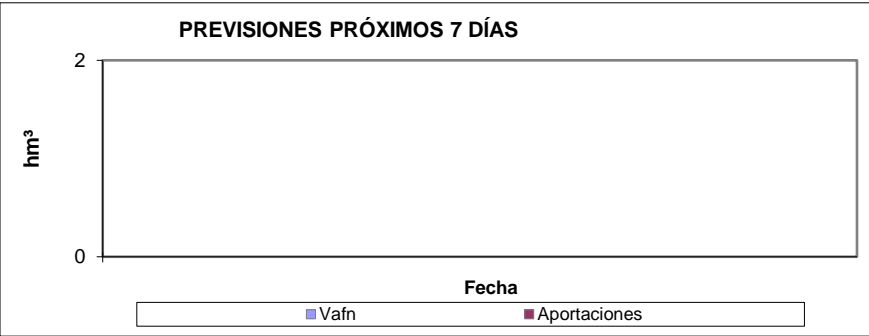 PREVISIONES PRÓXIMOS 7 DÍAS
2
hm³
0
Fecha
Vafn Aportaciones